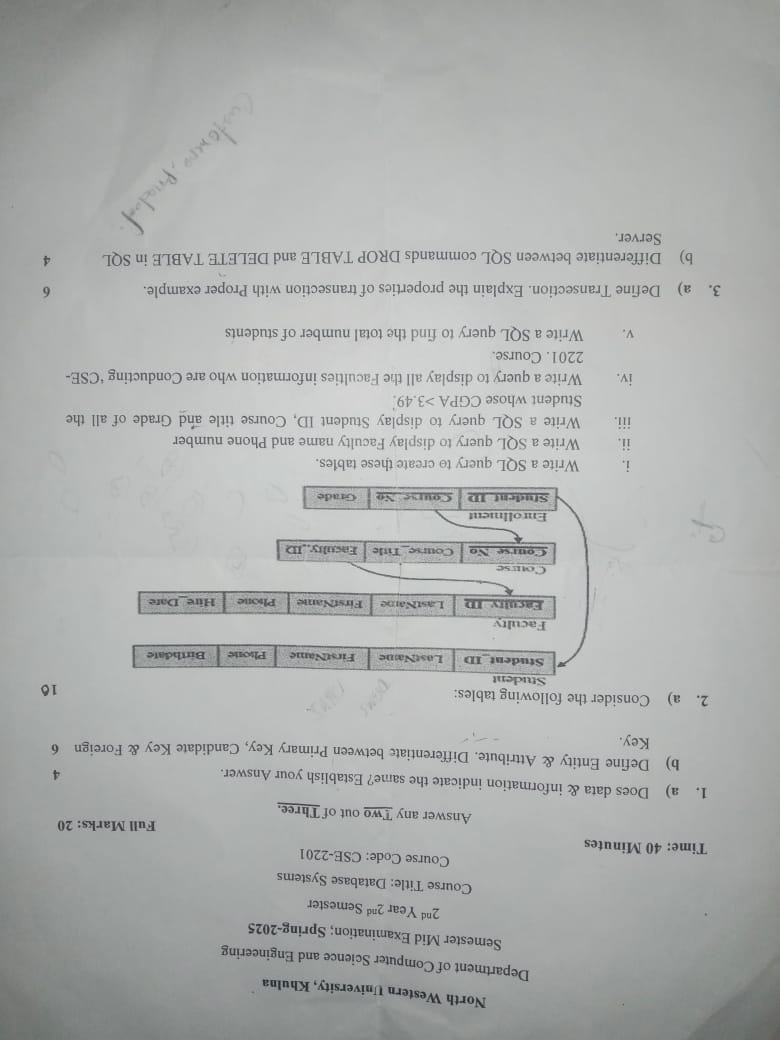 North Western University, Khulna
Department of Computer Science and Engineering
Semester Mid Examination; Spring-2025
2nd Year 2nd Semester
Course Title: Database Systems
Course Code: CSE-2201
Time: 40 Minutes Full Marks: 20
Answer any Two out of Three.
1. a) Does data & information indicate the same? Establish your Answer. 4
b) Define Entity & Attribute. Differentiate between Primary Key, Candidate Key & Foreign 6
Key.
2. a) Consider the following tables: 10
Student
Student_ID LastName FirstName Phone Birthdate
Faculty
Faculty_ID LastName FirstName Phone Hire_Date
Course
Course_No Course_Title Faculty_ID
Enrollment
Student_ID Course_No Grade
i. Write a SQL query to create these tables.
ii. Write a SQL query to display Faculty name and Phone number
iii. Write a SQL query to display Student ID, Course title and Grade of all the
Student whose CGPA >3.49.
iv. Write a query to display all the Faculties information who are Conducting ‘CSE-
2201. Course.
v. Write a SQL query to find the total number of students
3. a) Define Transection. Explain the properties of transection with Proper example. 6
b) Differentiate between SQL commands DROP TABLE and DELETE TABLE in SQL 4
Server.